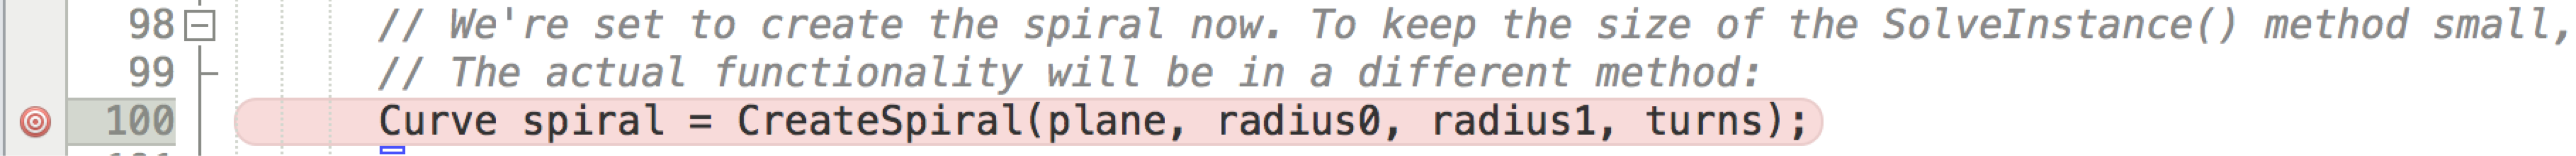 98 // We're set to create the spiral now. To keep the size of the SolveInstance() method small,
99 // The actual functionality will be in a different method:
100 Curve spiral = CreateSpiral(plane, radius0, radius1, turns);